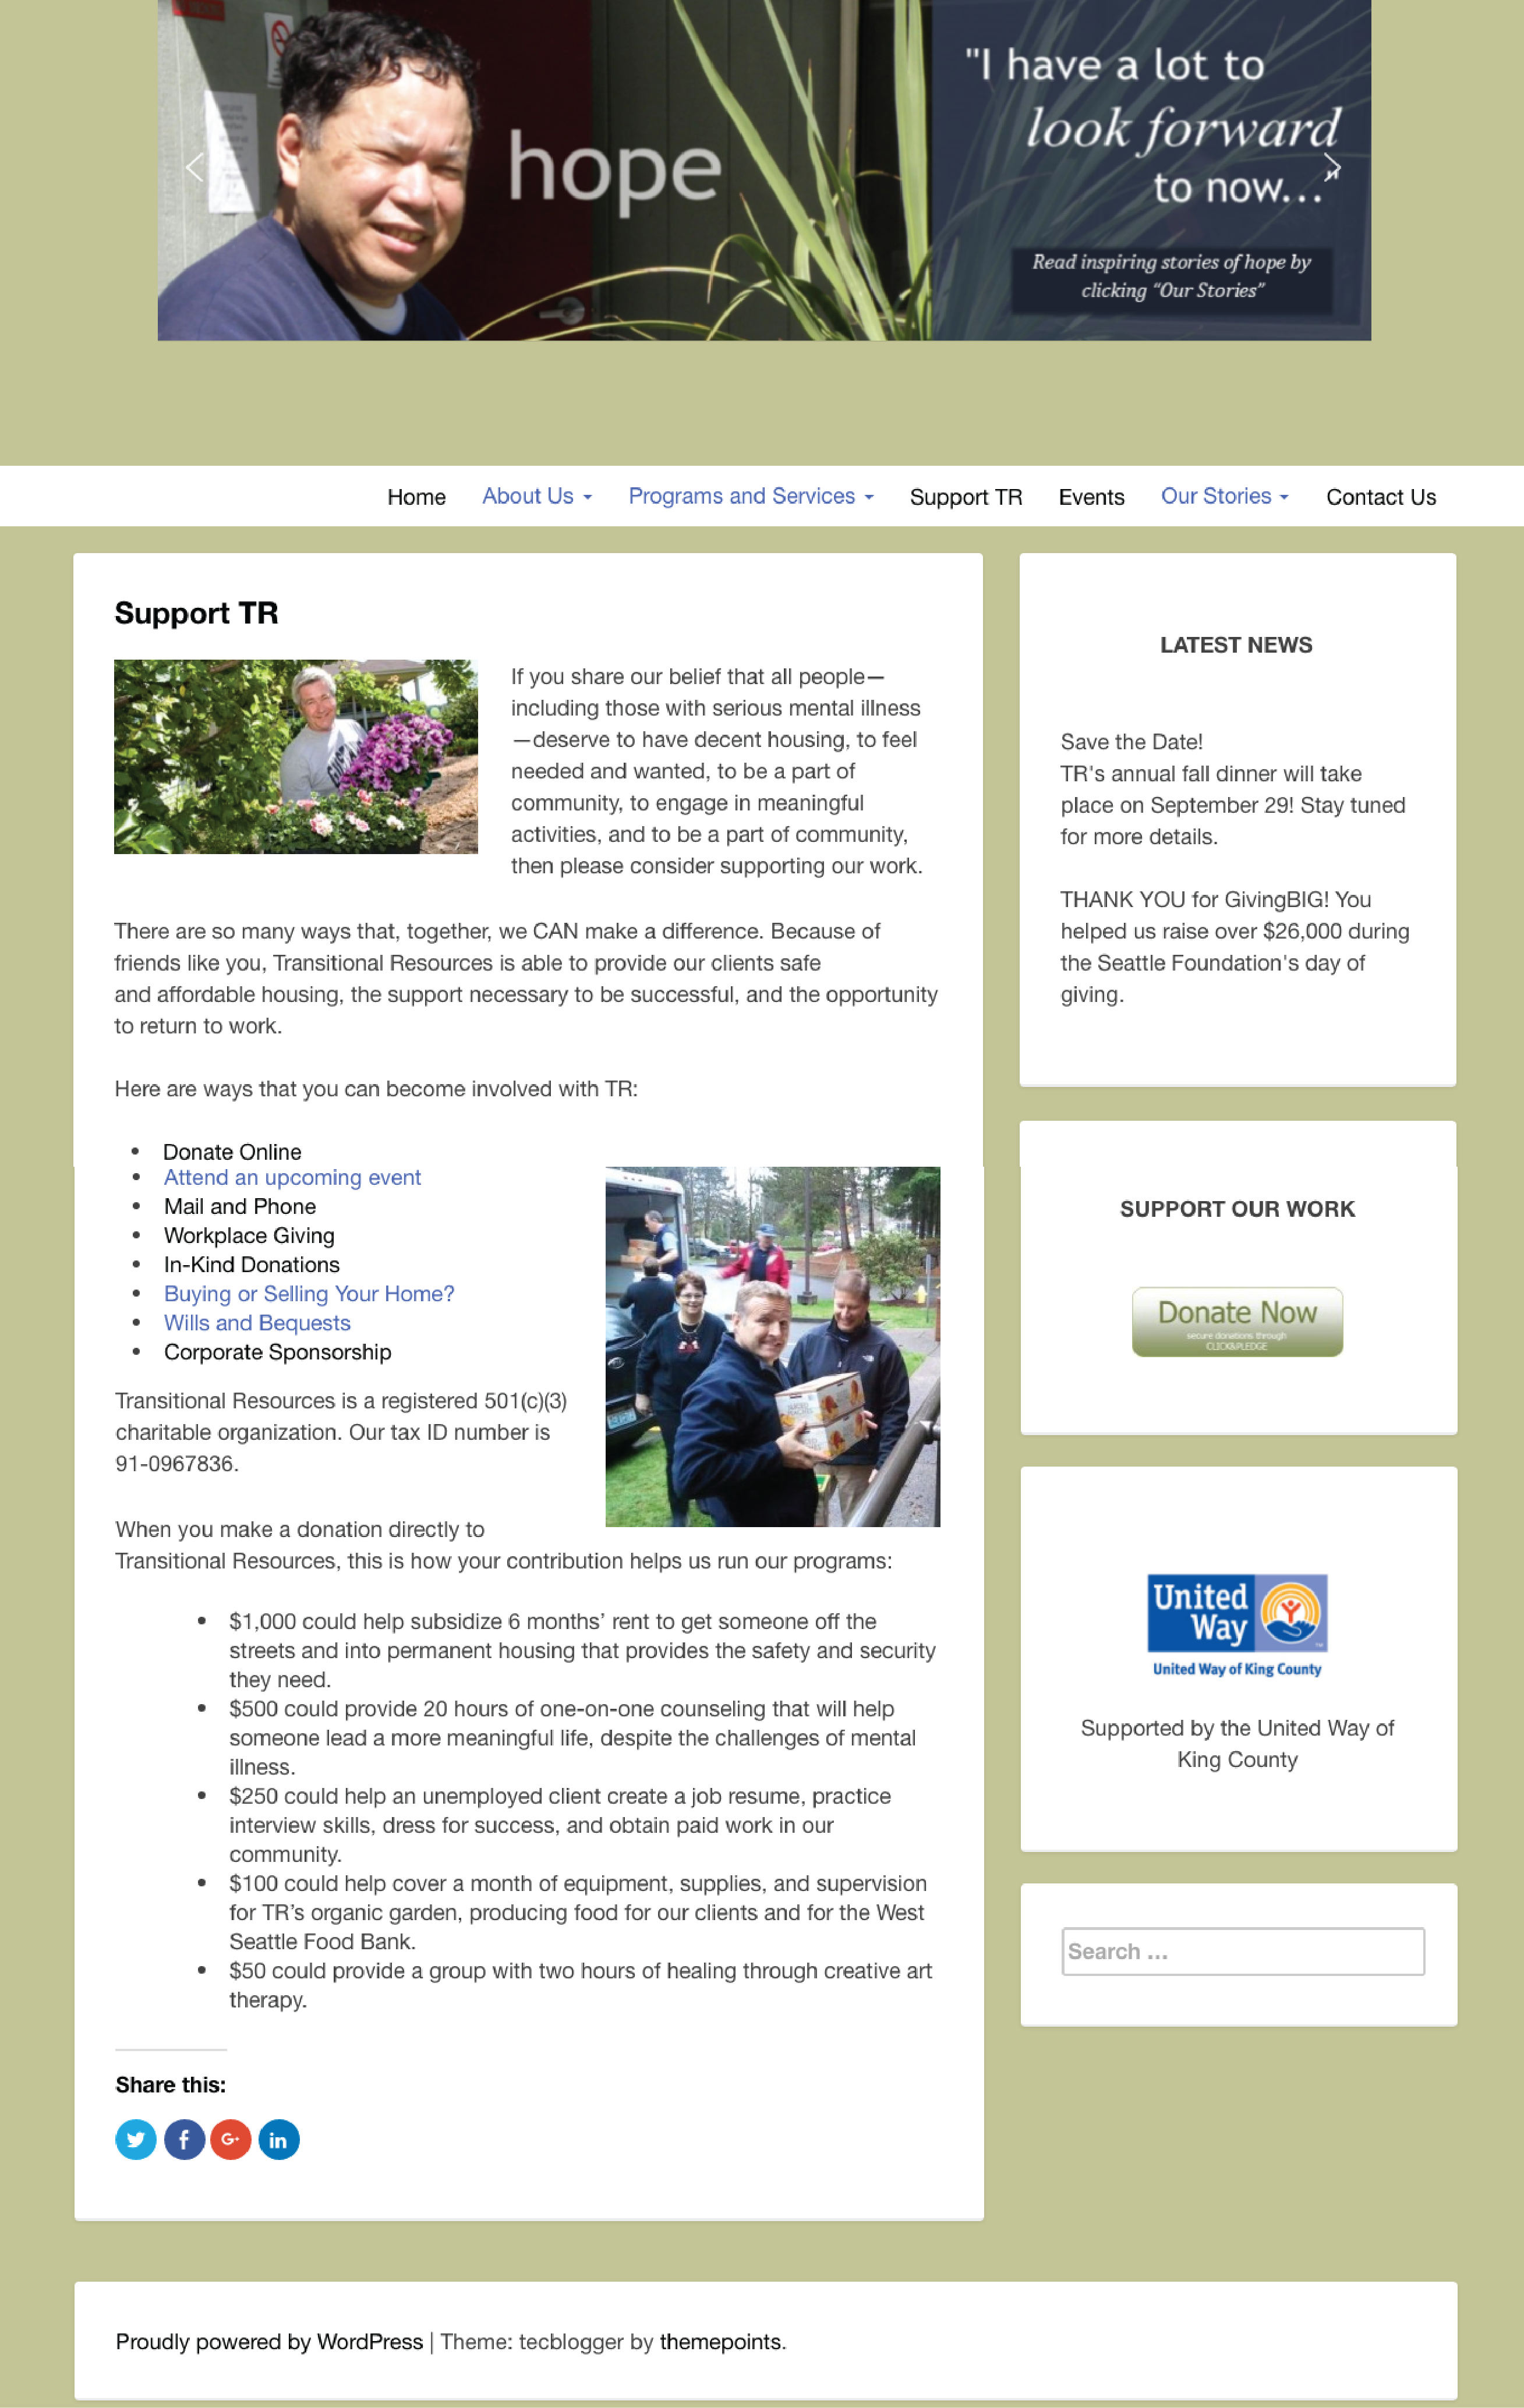 hope
"I have a lot to
look forward
to now..."
Read inspiring stories of hope by
clicking “Our Stories”
Home About Us Programs and Services Support TR Events Our Stories Contact Us
Support TR
If you share our belief that all people—
including those with serious mental illness
—deserve to have decent housing, to feel
needed and wanted, to be a part of
community, to engage in meaningful
activities, and to be a part of community,
then please consider supporting our work.
There are so many ways that, together, we CAN make a difference. Because of
friends like you, Transitional Resources is able to provide our clients safe
and affordable housing, the support necessary to be successful, and the opportunity
to return to work.
Here are ways that you can become involved with TR:
• Donate Online
• Attend an upcoming event
• Mail and Phone
• Workplace Giving
• In-Kind Donations
• Buying or Selling Your Home?
• Wills and Bequests
• Corporate Sponsorship
Transitional Resources is a registered 501(c)(3)
charitable organization. Our tax ID number is
91-0967836.
When you make a donation directly to
Transitional Resources, this is how your contribution helps us run our programs:
• $1,000 could help subsidize 6 months’ rent to get someone off the
streets and into permanent housing that provides the safety and security
they need.
• $500 could provide 20 hours of one-on-one counseling that will help
someone lead a more meaningful life, despite the challenges of mental
illness.
• $250 could help an unemployed client create a job resume, practice
interview skills, dress for success, and obtain paid work in our
community.
• $100 could help cover a month of equipment, supplies, and supervision
for TR’s organic garden, producing food for our clients and for the West
Seattle Food Bank.
• $50 could provide a group with two hours of healing through creative art
therapy.
Share this:
LATEST NEWS
Save the Date!
TR's annual fall dinner will take
place on September 29! Stay tuned
for more details.
THANK YOU for GivingBIG! You
helped us raise over $26,000 during
the Seattle Foundation's day of
giving.
SUPPORT OUR WORK
Donate Now
secure donations through
CLICK&PLEDGE
United
Way
United Way of King County
Supported by the United Way of
King County
Search ...
Proudly powered by WordPress | Theme: tecblogger by themepoints.